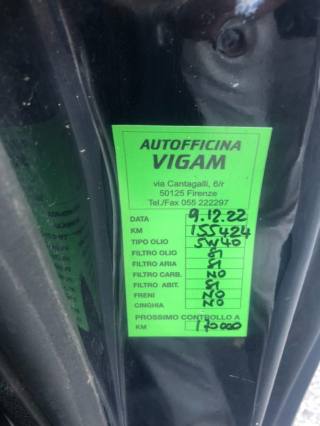 AUTOFFICINA
VIGAM
via Cantagalli, 6/r
50125 Firenze
Tel./Fax 055 222297
DATA 9.12.22
KM 155424
TIPO OLIO 5W40
FILTRO OLIO SI
FILTRO ARIA SI
FILTRO CARB. NO
FILTRO ABIT. SI
FRENI NO
CINGHIA NO
PROSSIMO CONTROLLO A
KM 170000